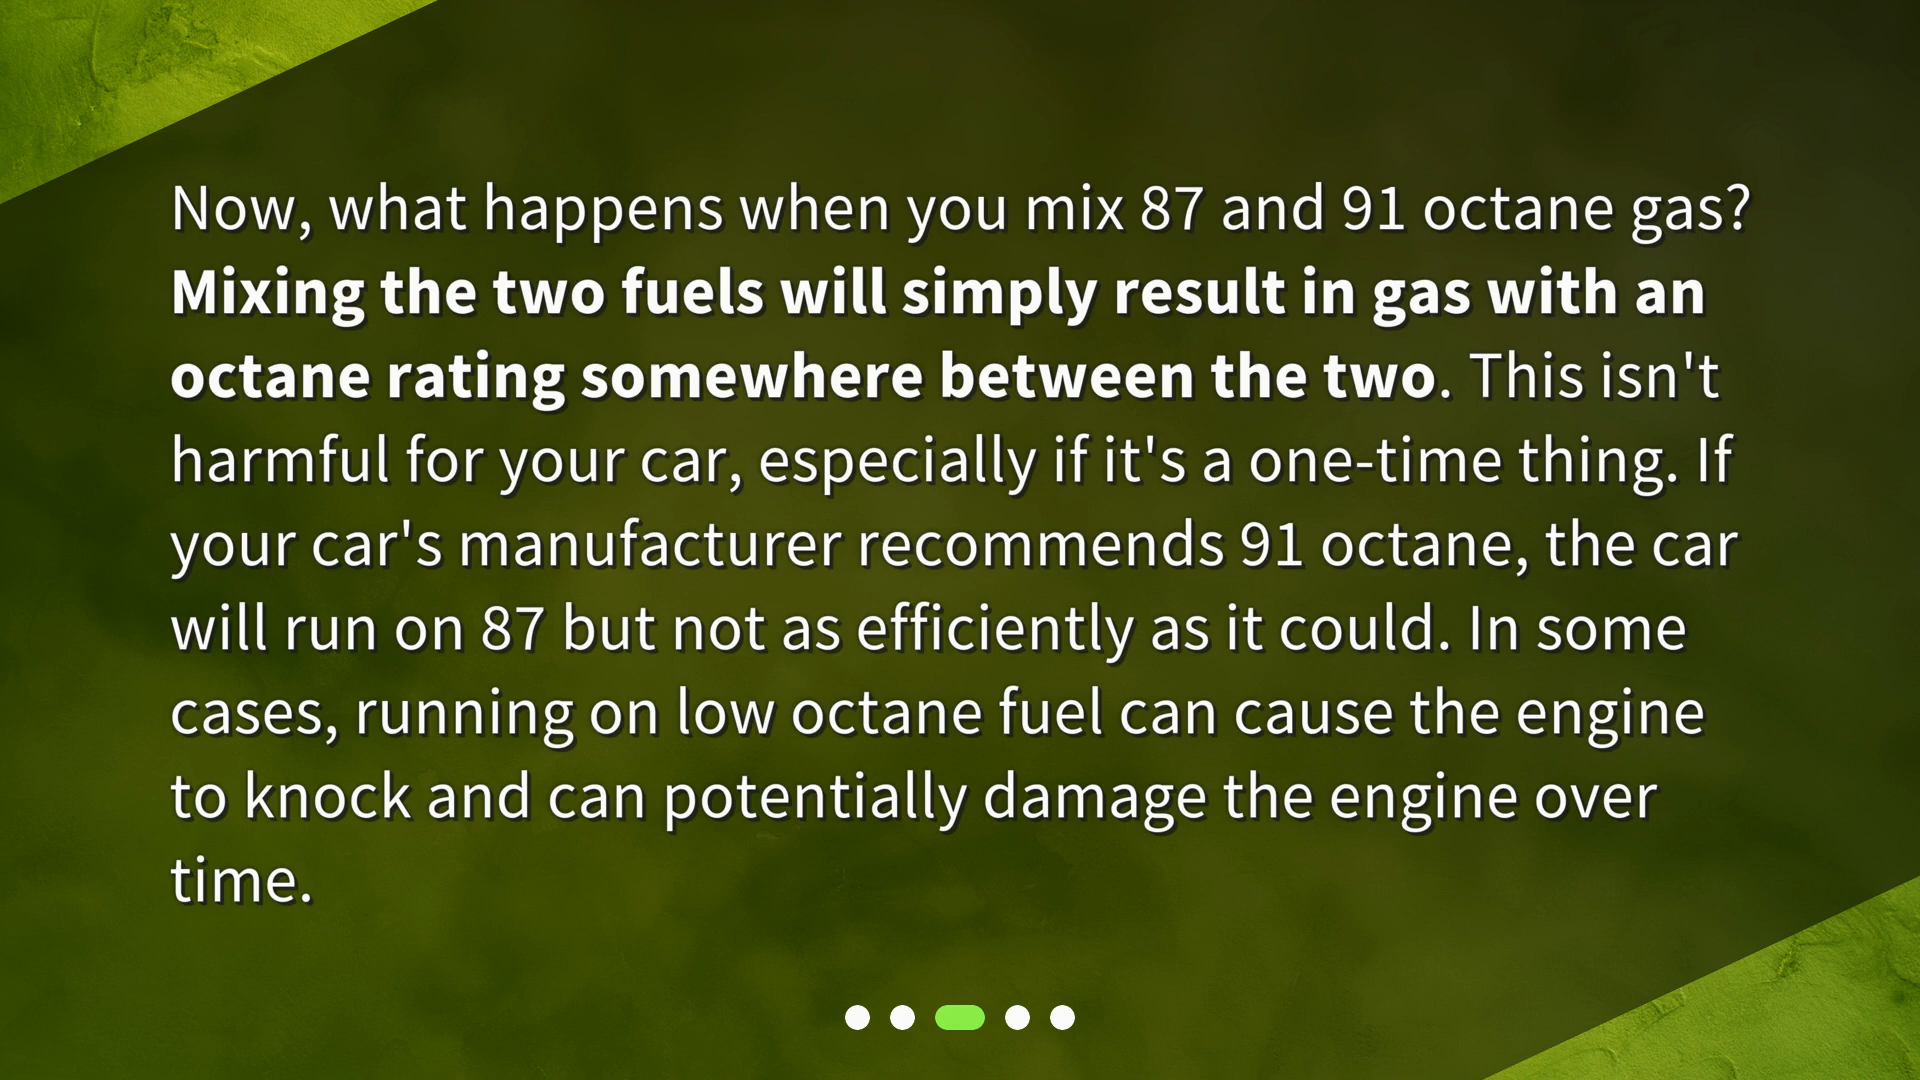 Now, what happens when you mix 87 and 91 octane gas?
Mixing the two fuels will simply result in gas with an
octane rating somewhere between the two. This isn't
harmful for your car, especially if it's a one-time thing. If
your car's manufacturer recommends 91 octane, the car
will run on 87 but not as efficiently as it could. In some
cases, running on low octane fuel can cause the engine
to knock and can potentially damage the engine over
time.